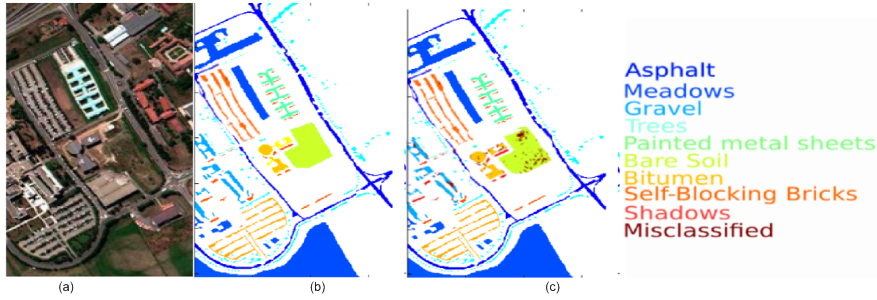 Asphalt
Meadows
Gravel
Trees
Painted metal sheets
Bare Soil
Bitumen
Self-Blocking Bricks
Shadows
Misclassified
(a) (b) (c)